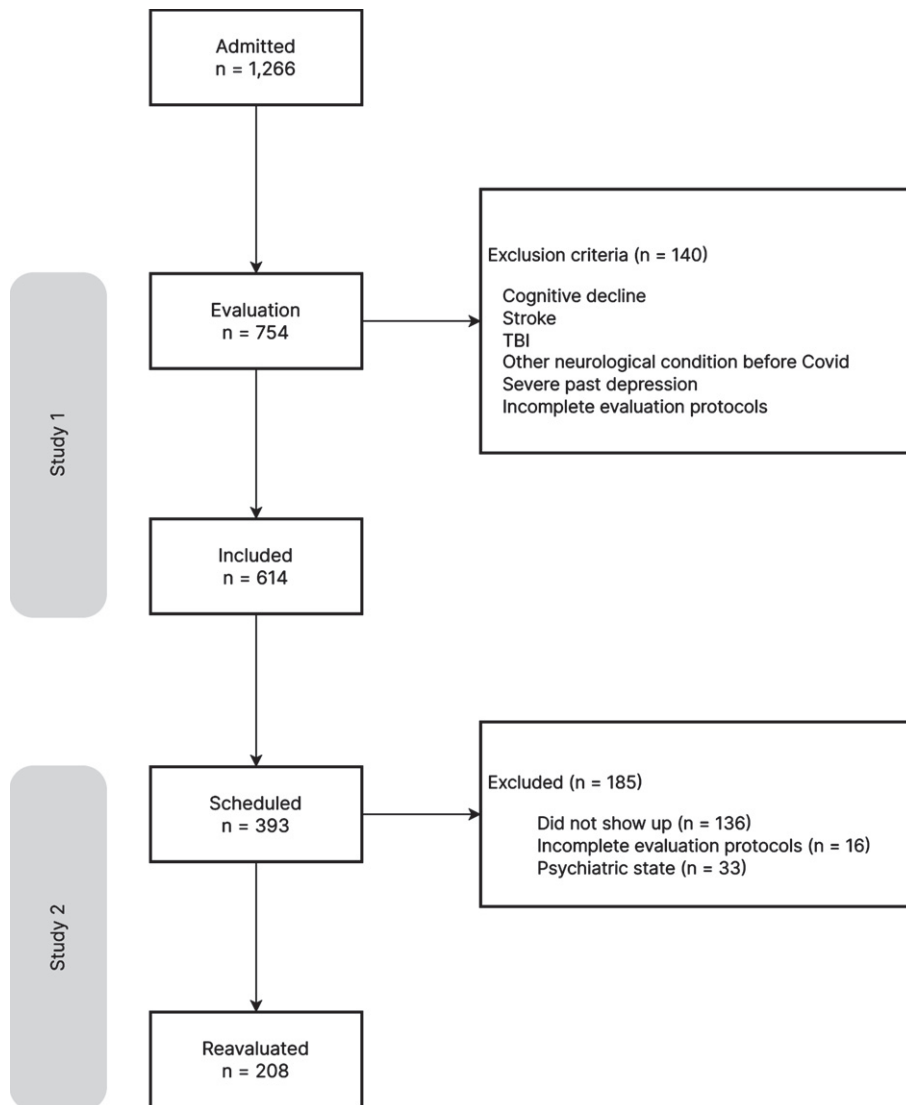 Admitted
n = 1,266
Exclusion criteria (n = 140)
Cognitive decline
Stroke
TBI
Other neurological condition before Covid
Severe past depression
Incomplete evaluation protocols
Evaluation
n = 754
Study 1
Included
n = 614
Scheduled
n = 393
Excluded (n = 185)
Did not show up (n = 136)
Incomplete evaluation protocols (n = 16)
Psychiatric state (n = 33)
Study 2
Reavaluated
n = 208